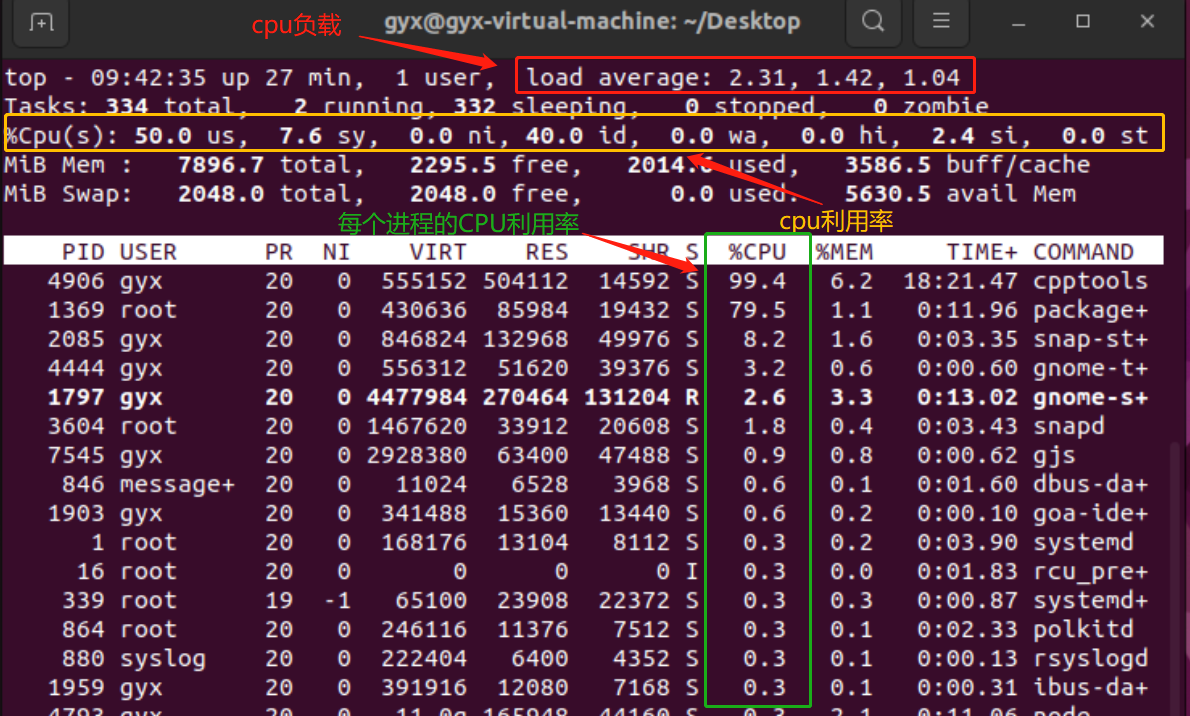 cpu负载
gyx@gyx-virtual-machine: ~/Desktop
top - 09:42:35 up 27 min, 1 user, load average: 2.31, 1.42, 1.04
Tasks: 334 total, 2 running, 332 sleeping, 0 stopped, 0 zombie
%Cpu(s): 50.0 us, 7.6 sy, 0.0 ni, 40.0 id, 0.0 wa, 0.0 hi, 2.4 si, 0.0 st
MiB Mem : 7896.7 total, 2295.5 free, 2014.6 used, 3586.5 buff/cache
MiB Swap: 2048.0 total, 2048.0 free, 0.0 used. 5630.5 avail Mem
每个进程的CPU利用率
cpu利用率
PID USER PR NI VIRT RES SHR S %CPU %MEM TIME+ COMMAND
4906 gyx 20 0 555152 504112 14592 S 99.4 6.2 18:21.47 cpptools
1369 root 20 0 430636 85984 19432 S 79.5 1.1 0:11.96 package+
2085 gyx 20 0 846824 132968 49976 S 8.2 1.6 0:03.35 snap-st+
4444 gyx 20 0 556312 51620 39376 S 3.2 0.6 0:00.60 gnome-t+
1797 gyx 20 0 4477984 270464 131204 R 2.6 3.3 0:13.02 gnome-s+
3604 root 20 0 1467620 33912 20608 S 1.8 0.4 0:03.43 snapd
7545 gyx 20 0 2928380 63400 47488 S 0.9 0.8 0:00.62 gjs
846 message+ 20 0 11024 6528 3968 S 0.6 0.1 0:01.60 dbus-da+
1903 gyx 20 0 341488 15360 13440 S 0.6 0.2 0:00.10 goa-ide+
1 root 20 0 168176 13104 8112 S 0.3 0.2 0:03.90 systemd
16 root 20 0 0 0 0 I 0.3 0.0 0:01.83 rcu_pre+
339 root 19 -1 65100 23908 22372 S 0.3 0.3 0:00.87 systemd+
864 root 20 0 246116 11376 7512 S 0.3 0.1 0:02.33 polkitd
880 syslog 20 0 222404 6400 4352 S 0.3 0.1 0:00.13 rsyslogd
1959 gyx 20 0 391916 12080 7168 S 0.3 0.1 0:00.31 ibus-da+
4793 gyx 20 0 11.0g 165948 44160 S 0.3 2.1 0:11.06 node